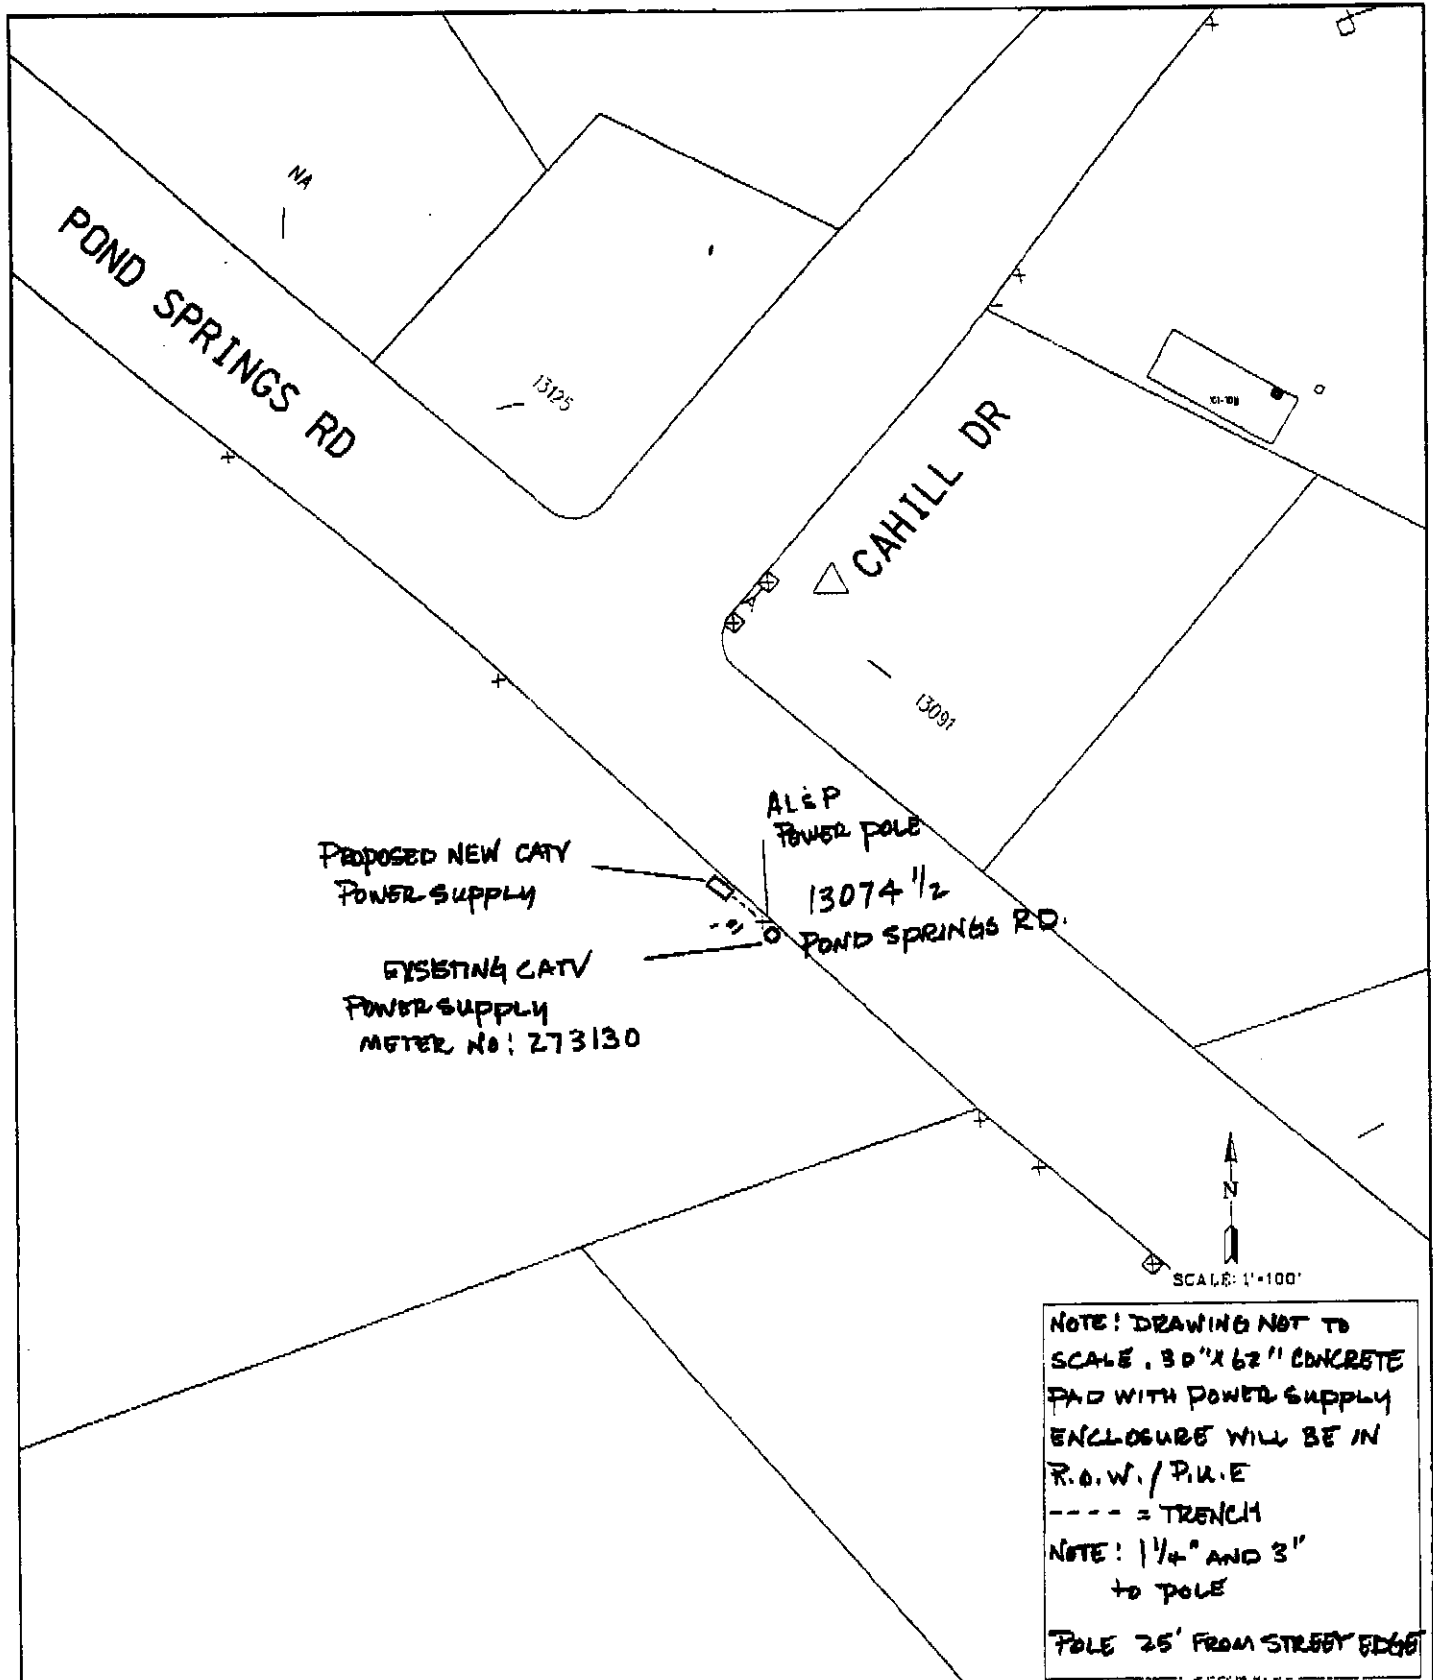 NA
POND SPRINGS RD
13125
CAHILL DR
13091
AL&P
POWER POLE
PROPOSED NEW CATV
POWER SUPPLY
13074 1/2
POND SPRINGS RD.
EXSISTING CATV
POWER SUPPLY
METER NO: 273130
N
SCALE: 1"=100'
NOTE: DRAWING NOT TO
SCALE. 30" X 62" CONCRETE
PAD WITH POWER SUPPLY
ENCLOSURE WILL BE IN
R.O.W. / P.U.E
---- = TRENCH
NOTE: 1 1/4" AND 3"
to POLE
POLE 25' FROM STREET EDGE